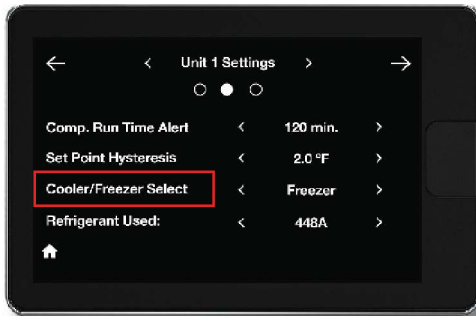 Unit 1 Settings
Comp. Run Time Alert 120 min.
Set Point Hysteresis 2.0 °F
Cooler/Freezer Select Freezer
Refrigerant Used: 448A